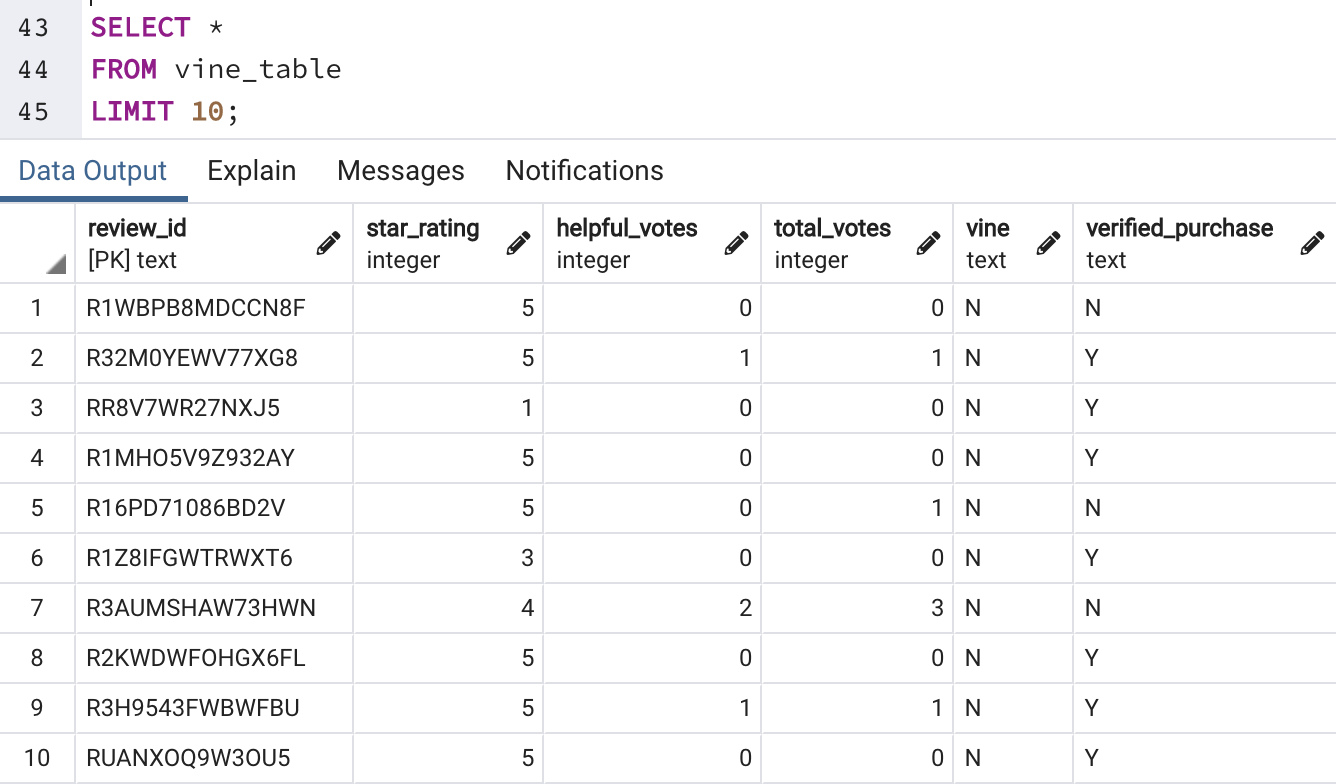 43 SELECT *
44 FROM vine_table
45 LIMIT 10;
Data Output Explain Messages Notifications
review_id star_rating helpful_votes total_votes vine verified_purchase
[PK] text integer integer integer text text
1 R1WBPB8MDCCN8F 5 0 0 N N
2 R32M0YEWV77XG8 5 1 1 N Y
3 RR8V7WR27NXJ5 1 0 0 N Y
4 R1MHO5V9Z932AY 5 0 0 N Y
5 R16PD71086BD2V 5 0 1 N N
6 R1Z8IFGWTRWXT6 3 0 0 N Y
7 R3AUMSHAW73HWN 4 2 3 N N
8 R2KWDWFOHGX6FL 5 0 0 N Y
9 R3H9543FWBWFBU 5 1 1 N Y
10 RUANXOQ9W3OU5 5 0 0 N Y